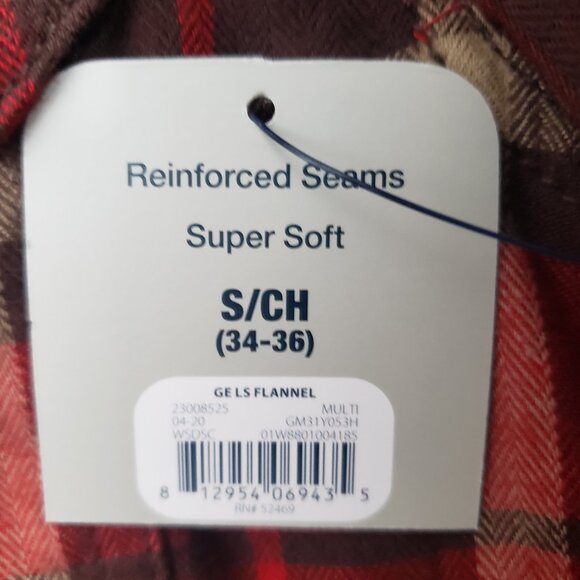 Reinforced Seams
Super Soft
S/CH
(34-36)
GE LS FLANNEL
23008525 MULTI
04-20 GM31Y053H
WSDSC 01W8801004185
8 12954 06943 5
RN# 52469